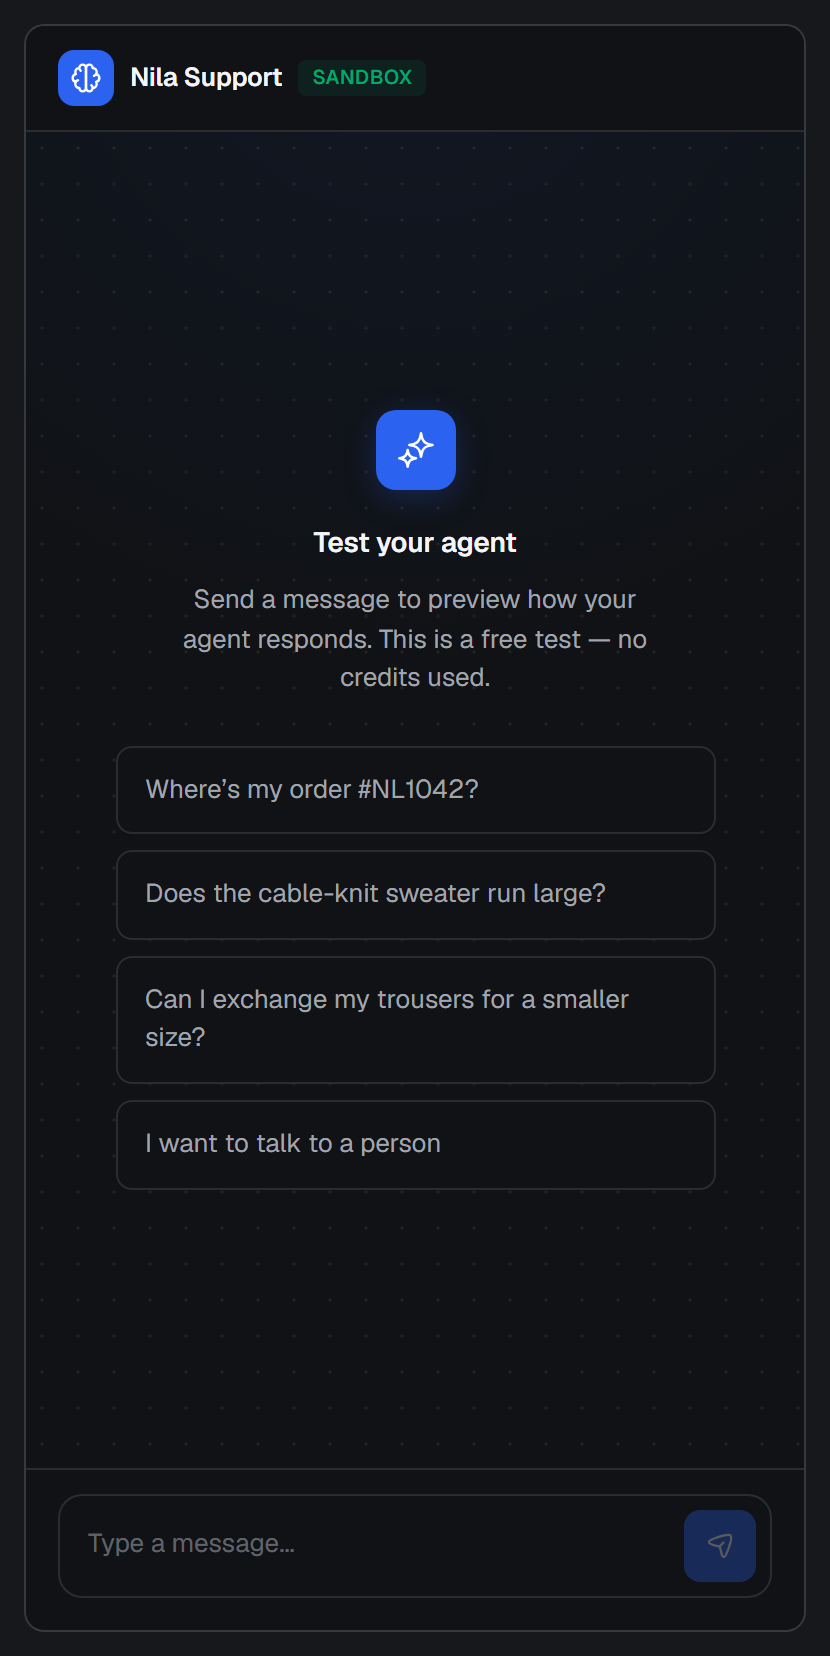 Nila Support
SANDBOX
Test your agent
Send a message to preview how your
agent responds. This is a free test — no
credits used.
Where’s my order #NL1042?
Does the cable-knit sweater run large?
Can I exchange my trousers for a smaller
size?
I want to talk to a person
Type a message...